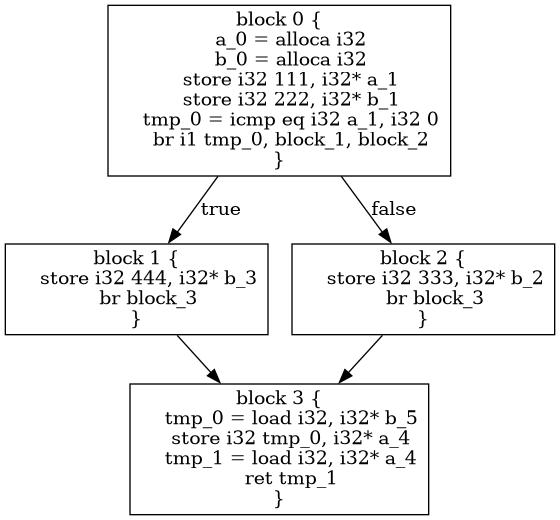 block 0 {
a_0 = alloca i32
b_0 = alloca i32
store i32 111, i32* a_1
store i32 222, i32* b_1
tmp_0 = icmp eq i32 a_1, i32 0
br i1 tmp_0, block_1, block_2
}
true
false
block 1 {
store i32 444, i32* b_3
br block_3
}
block 2 {
store i32 333, i32* b_2
br block_3
}
block 3 {
tmp_0 = load i32, i32* b_5
store i32 tmp_0, i32* a_4
tmp_1 = load i32, i32* a_4
ret tmp_1
}